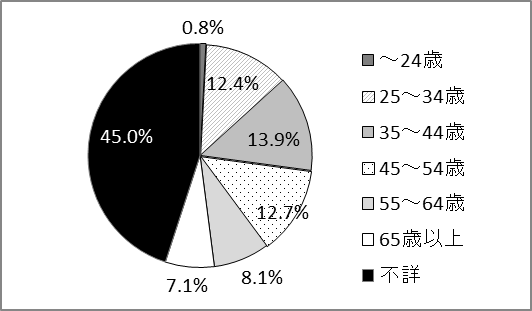 0.8%
12.4%
13.9%
12.7%
8.1%
7.1%
45.0%
～24歳
25～34歳
35～44歳
45～54歳
55～64歳
65歳以上
不詳